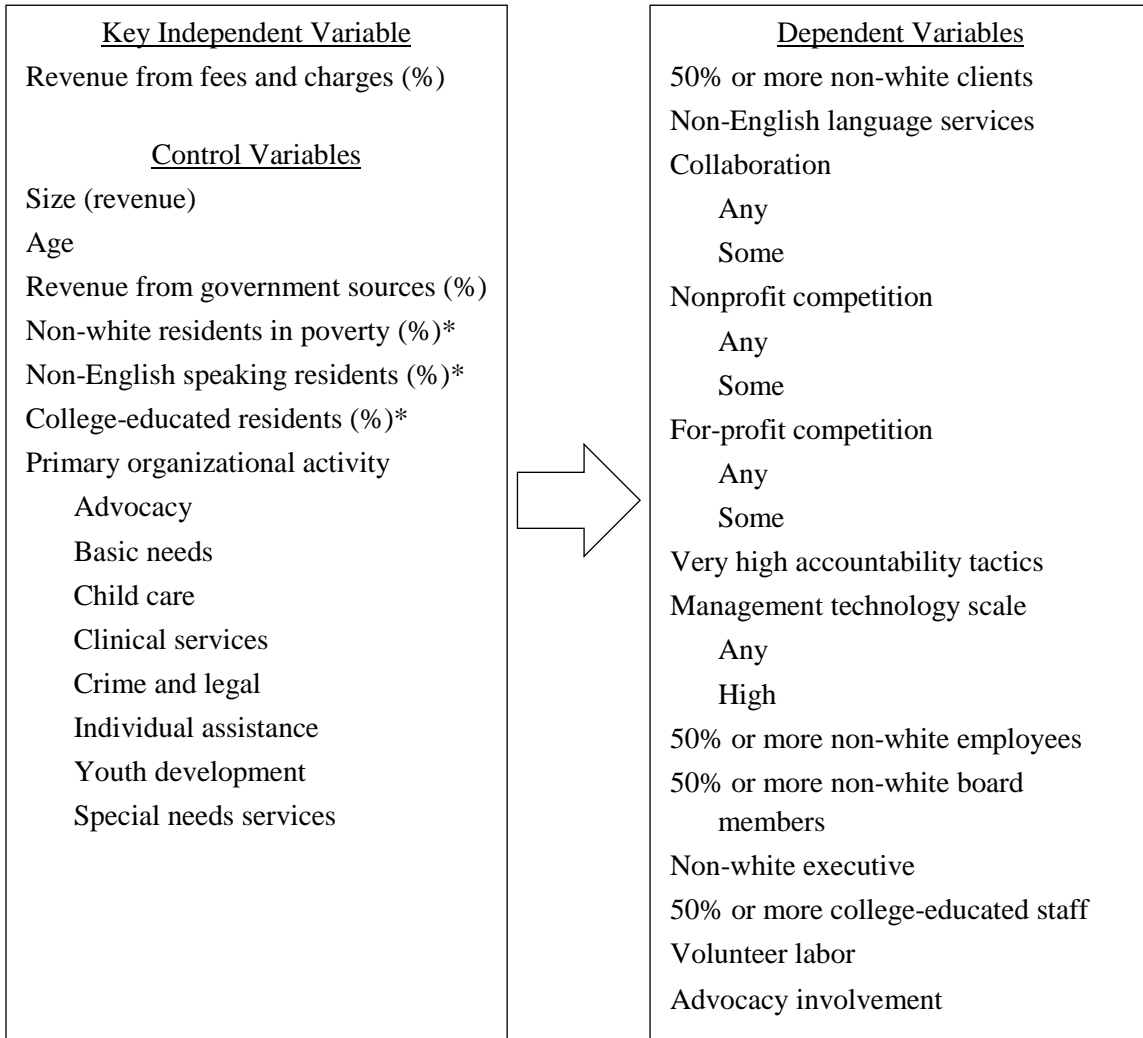 Key Independent Variable
Revenue from fees and charges (%)
Control Variables
Size (revenue)
Age
Revenue from government sources (%)
Non-white residents in poverty (%)*
Non-English speaking residents (%)*
College-educated residents (%)*
Primary organizational activity
Advocacy
Basic needs
Child care
Clinical services
Crime and legal
Individual assistance
Youth development
Special needs services
Dependent Variables
50% or more non-white clients
Non-English language services
Collaboration
Any
Some
Nonprofit competition
Any
Some
For-profit competition
Any
Some
Very high accountability tactics
Management technology scale
Any
High
50% or more non-white employees
50% or more non-white board
members
Non-white executive
50% or more college-educated staff
Volunteer labor
Advocacy involvement